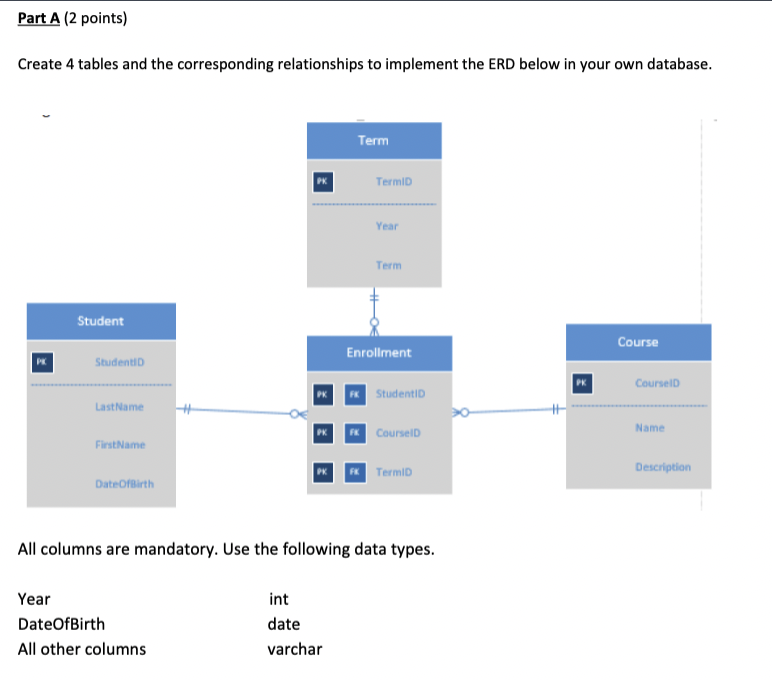 Part A (2 points)
Create 4 tables and the corresponding relationships to implement the ERD below in your own database.
Term
PK TermID
Year
Term
Student
PK StudentID
LastName
FirstName
DateOfBirth
Enrollment
PK FK StudentID
PK FK CourseID
PK FK TermID
Course
PK CourseID
Name
Description
All columns are mandatory. Use the following data types.
Year int
DateOfBirth date
All other columns varchar